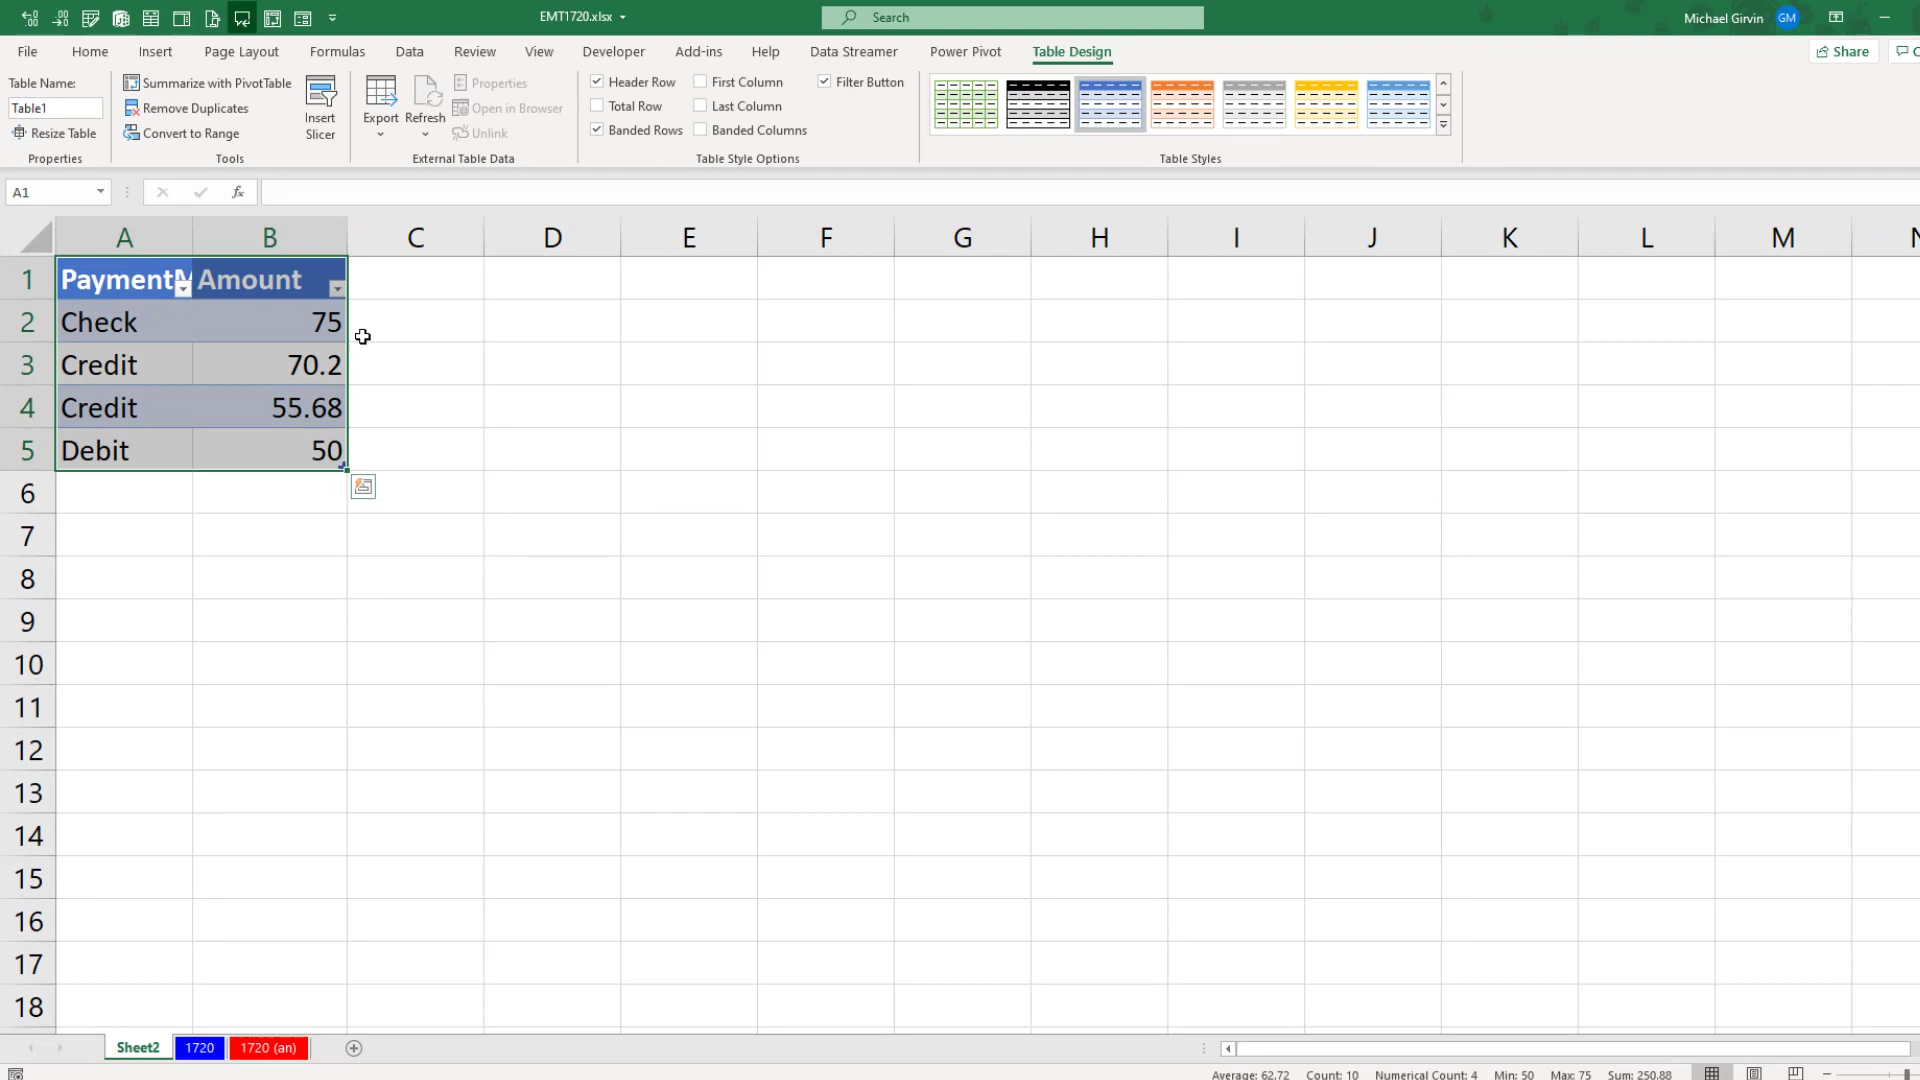 EMT1720.xlsx
Search
Michael Girvin GM
File Home Insert Page Layout Formulas Data Review View Developer Add-ins Help Data Streamer Power Pivot Table Design Share
Table Name:
Table1
Resize Table
Properties
Summarize with PivotTable
Remove Duplicates
Convert to Range
Tools
Insert
Slicer
Export
Refresh
Properties
Open in Browser
Unlink
External Table Data
Header Row First Column Filter Button
Total Row Last Column
Banded Rows Banded Columns
Table Style Options
Table Styles
A1 fx
A B C D E F G H I J K L M N
1 PaymentM Amount
2 Check 75
3 Credit 70.2
4 Credit 55.68
5 Debit 50
6
7
8
9
10
11
12
13
14
15
16
17
18
Sheet2 1720 1720 (an)
Average: 62.72 Count: 10 Numerical Count: 4 Min: 50 Max: 75 Sum: 250.88